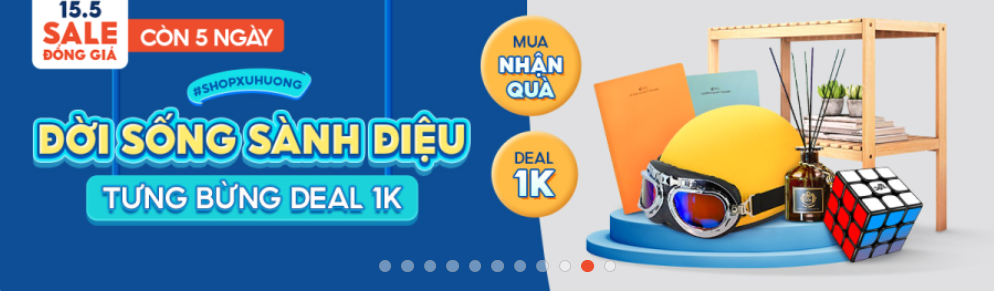 15.5
SALE
ĐỒNG GIÁ
CÒN 5 NGÀY
#SHOPXUHUONG
ĐỜI SỐNG SÀNH ĐIỆU
TƯNG BỪNG DEAL 1K
MUA
NHẬN
QUÀ
DEAL
1K